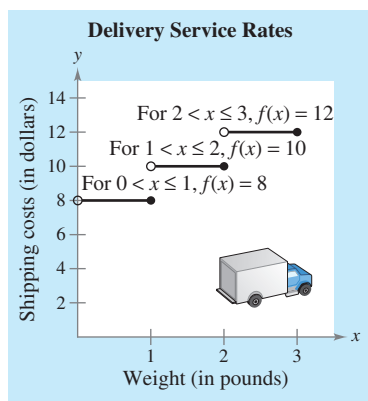 Delivery Service Rates
y
Shipping costs (in dollars)
14
12
10
8
6
4
2
For 2 < x ≤ 3, f(x) = 12
For 1 < x ≤ 2, f(x) = 10
For 0 < x ≤ 1, f(x) = 8
1 2 3
x
Weight (in pounds)